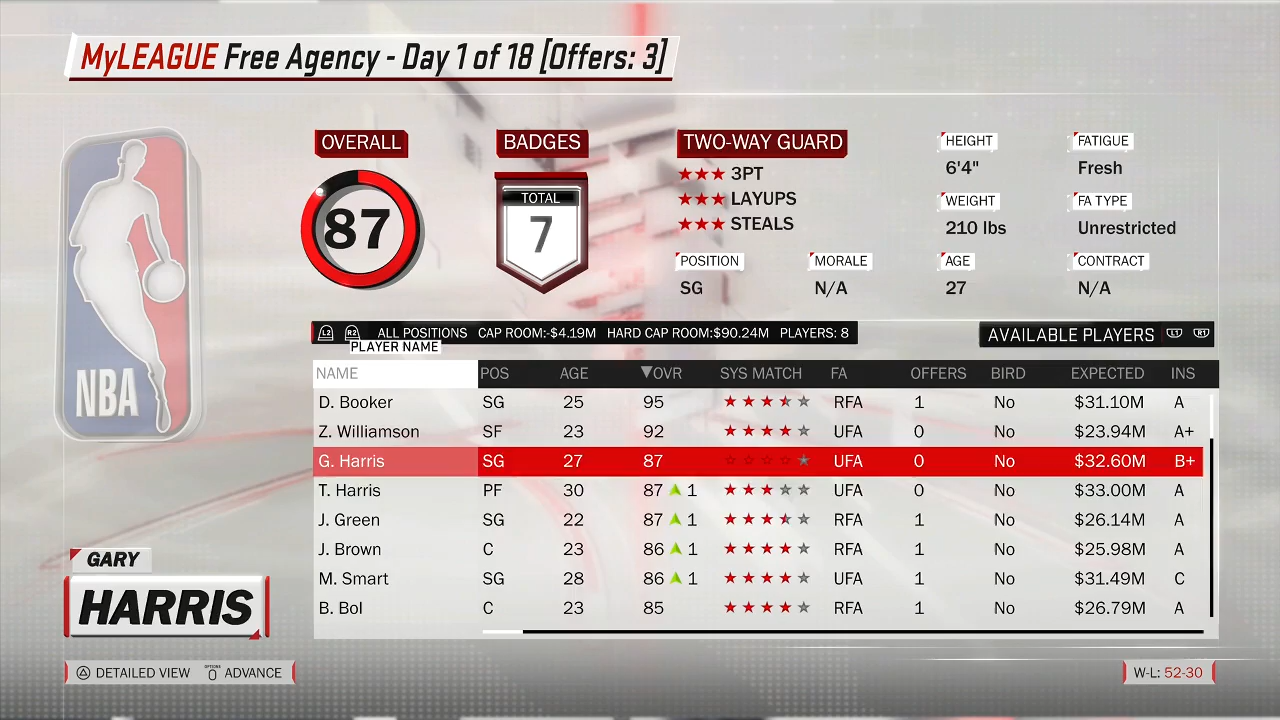 MyLEAGUE Free Agency - Day 1 of 18 [Offers: 3]
OVERALL
87
BADGES
TOTAL
7
TWO-WAY GUARD
★★★ 3PT
★★★ LAYUPS
★★★ STEALS
POSITION
SG
MORALE
N/A
HEIGHT
6'4"
WEIGHT
210 lbs
AGE
27
FATIGUE
Fresh
FA TYPE
Unrestricted
CONTRACT
N/A
NBA
L2 R2 ALL POSITIONS CAP ROOM:-$4.19M HARD CAP ROOM:$90.24M PLAYERS: 8
AVAILABLE PLAYERS L1 R1
PLAYER NAME
NAME POS AGE ▼OVR SYS MATCH FA OFFERS BIRD EXPECTED INS
D. Booker SG 25 95 RFA 1 No $31.10M A
Z. Williamson SF 23 92 UFA 0 No $23.94M A+
G. Harris SG 27 87 UFA 0 No $32.60M B+
T. Harris PF 30 87 ▲ 1 UFA 0 No $33.00M A
J. Green SG 22 87 ▲ 1 RFA 1 No $26.14M A
J. Brown C 23 86 ▲ 1 RFA 1 No $25.98M A
M. Smart SG 28 86 ▲ 1 UFA 1 No $31.49M C
B. Bol C 23 85 RFA 1 No $26.79M A
GARY
HARRIS
DETAILED VIEW OPTIONS ADVANCE
W-L: 52-30